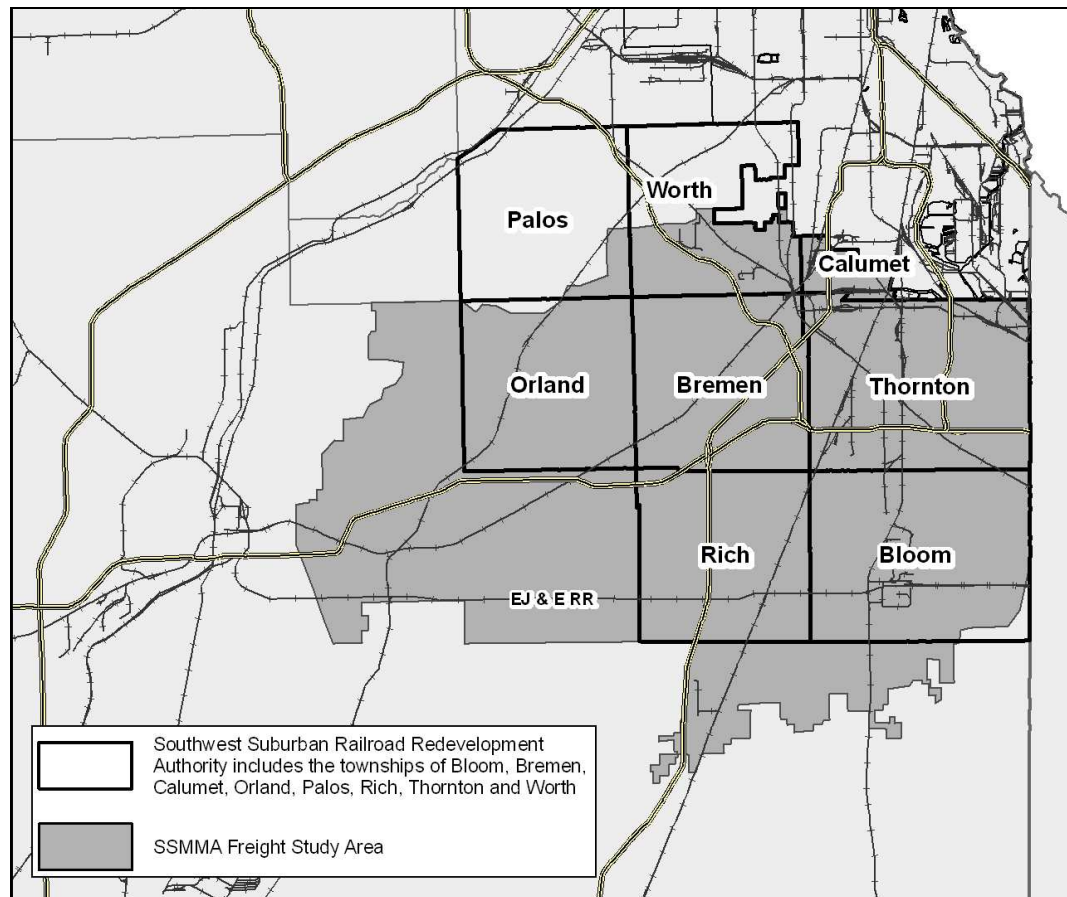 Worth
Palos
Calumet
Orland
Bremen
Thornton
Rich
Bloom
EJ & E RR
Southwest Suburban Railroad Redevelopment
Authority includes the townships of Bloom, Bremen,
Calumet, Orland, Palos, Rich, Thornton and Worth
SSMMA Freight Study Area